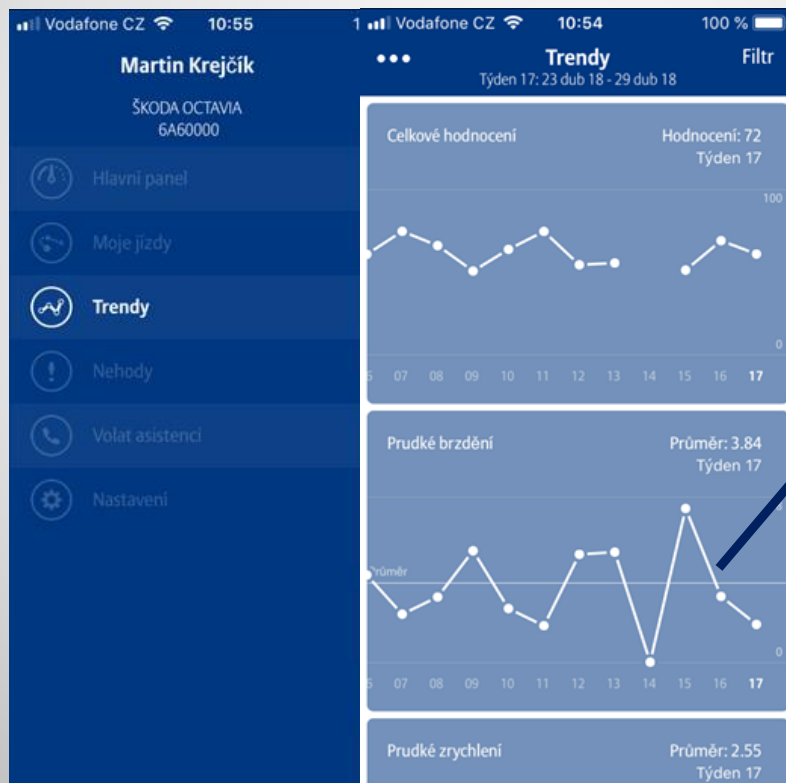 Vodafone CZ 10:55 1
Martin Krejčík
ŠKODA OCTAVIA
6A60000
Hlavní panel
Moje jízdy
Trendy
Nehody
Volat asistenci
Nastavení
Vodafone CZ 10:54 100 %
Trendy Filtr
Týden 17: 23 dub 18 - 29 dub 18
Celkové hodnocení Hodnocení: 72
Týden 17
100
0
07 08 09 10 11 12 13 14 15 16 17
Prudké brzdění Průměr: 3.84
Týden 17
Průměr
0
07 08 09 10 11 12 13 14 15 16 17
Prudké zrychlení Průměr: 2.55
Týden 17